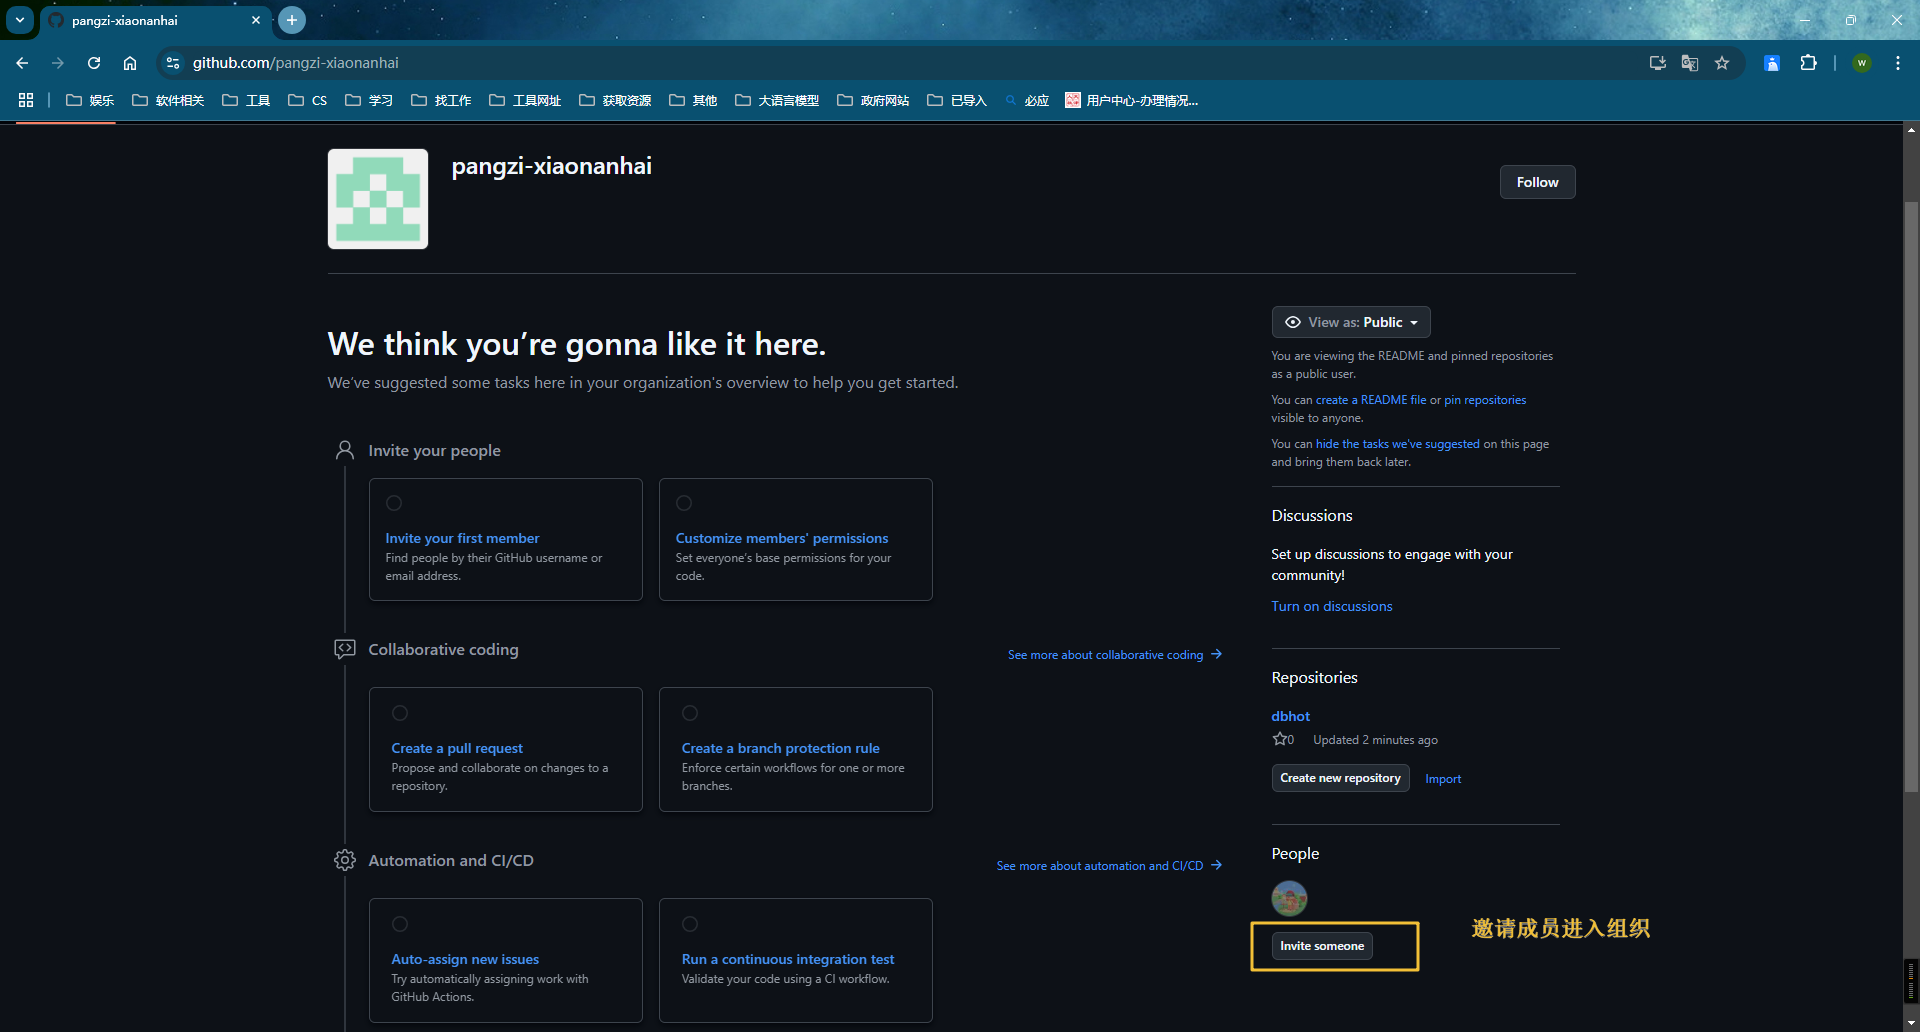 pangzi-xiaonanhai
github.com/pangzi-xiaonanhai
W
娱乐
软件相关
工具
CS
学习
找工作
工具网址
获取资源
其他
大语言模型
政府网站
已导入
必应
用户中心-办理情况...
pangzi-xiaonanhai
Follow
We think you’re gonna like it here.
We’ve suggested some tasks here in your organization's overview to help you get started.
Invite your people
Invite your first member
Find people by their GitHub username or
email address.
Customize members' permissions
Set everyone's base permissions for your
code.
Collaborative coding
See more about collaborative coding
Create a pull request
Propose and collaborate on changes to a
repository.
Create a branch protection rule
Enforce certain workflows for one or more
branches.
Automation and CI/CD
See more about automation and CI/CD
Auto-assign new issues
Try automatically assigning work with
GitHub Actions.
Run a continuous integration test
Validate your code using a CI workflow.
View as: Public
You are viewing the README and pinned repositories
as a public user.
You can create a README file or pin repositories
visible to anyone.
You can hide the tasks we've suggested on this page
and bring them back later.
Discussions
Set up discussions to engage with your
community!
Turn on discussions
Repositories
dbhot
0 Updated 2 minutes ago
Create new repository Import
People
Invite someone
邀请成员进入组织